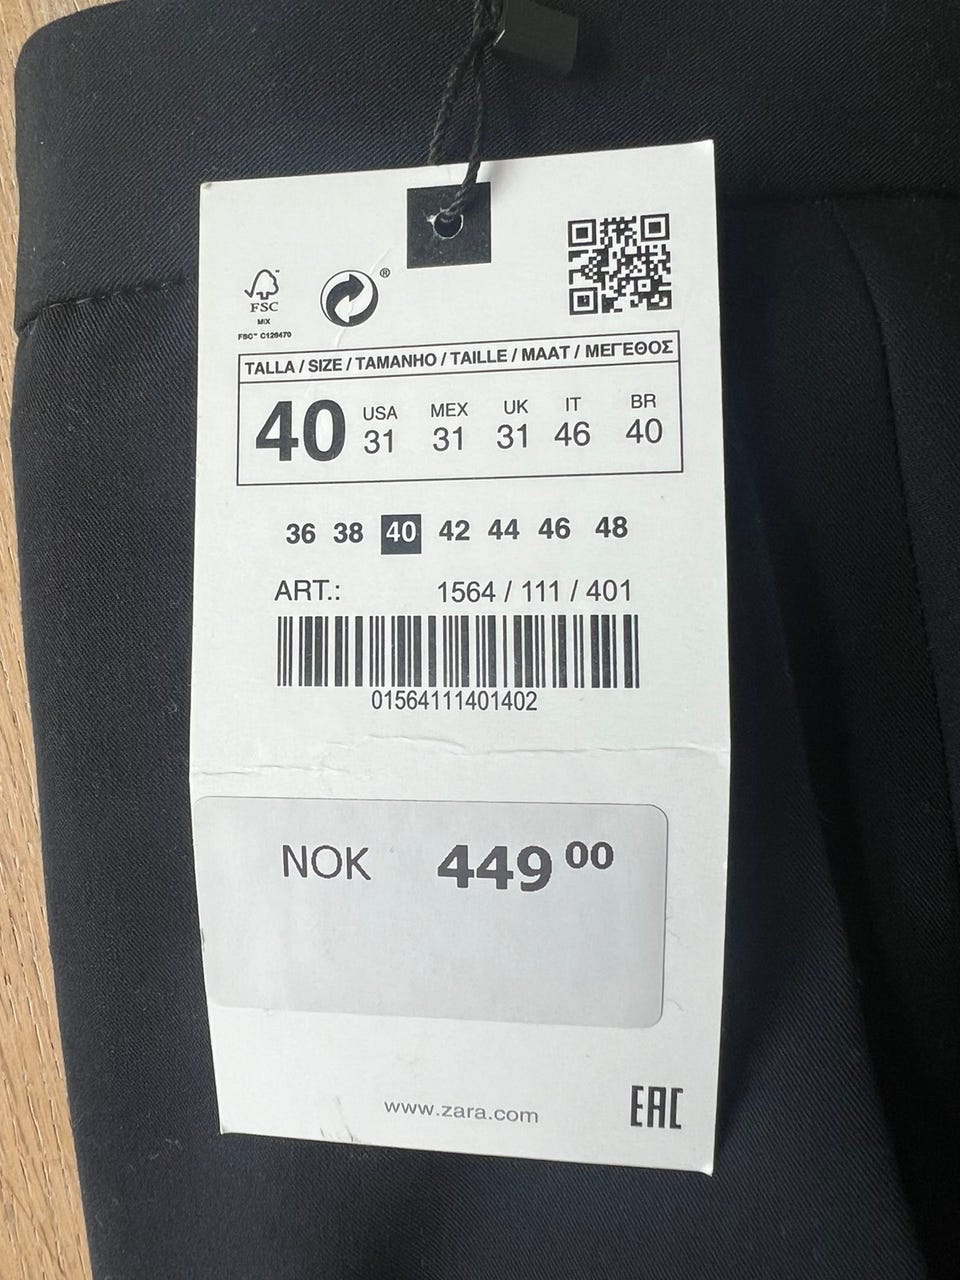 ®
FSC™
MIX
FSC™ C128470
TALLA / SIZE / TAMANHO / TAILLE / MAAT / ΜΕΓΕΘΟΣ
40 USA 31 MEX 31 UK 31 IT 46 BR 40
36 38 40 42 44 46 48
ART.: 1564 / 111 / 401
01564111401402
NOK 449 00
www.zara.com EAC